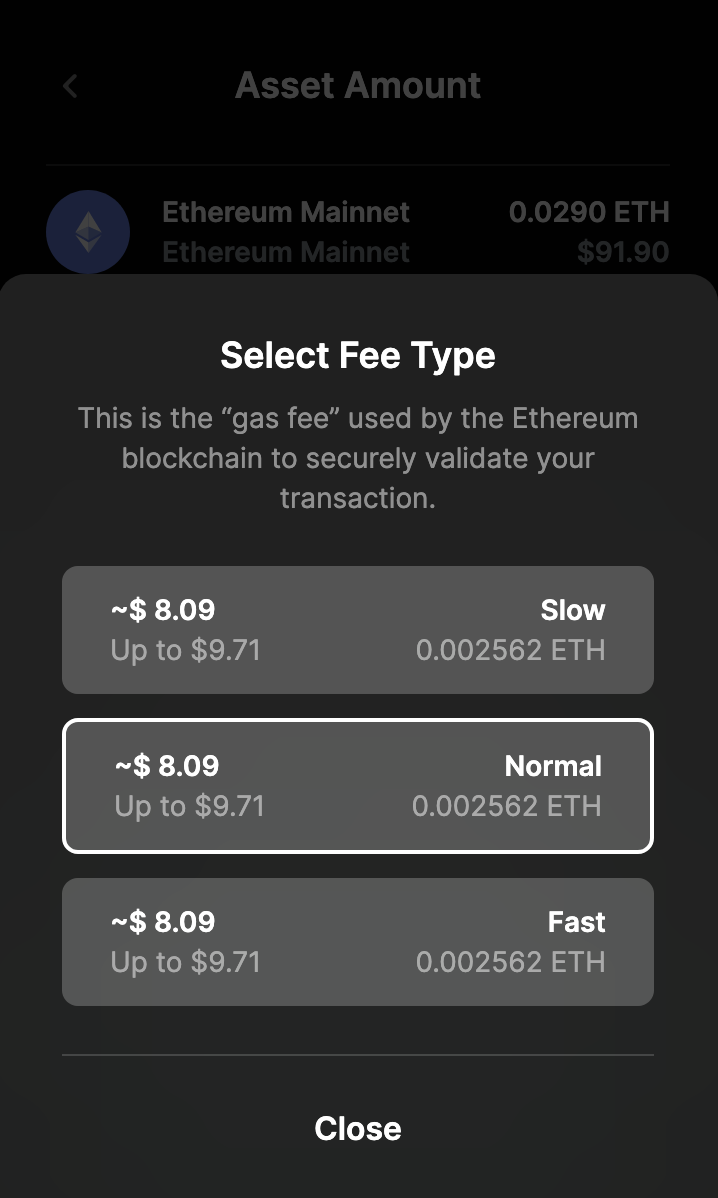 Asset Amount
Ethereum Mainnet 0.0290 ETH
Ethereum Mainnet $91.90
Select Fee Type
This is the “gas fee” used by the Ethereum
blockchain to securely validate your
transaction.
~$ 8.09 Slow
Up to $9.71 0.002562 ETH
~$ 8.09 Normal
Up to $9.71 0.002562 ETH
~$ 8.09 Fast
Up to $9.71 0.002562 ETH
Close